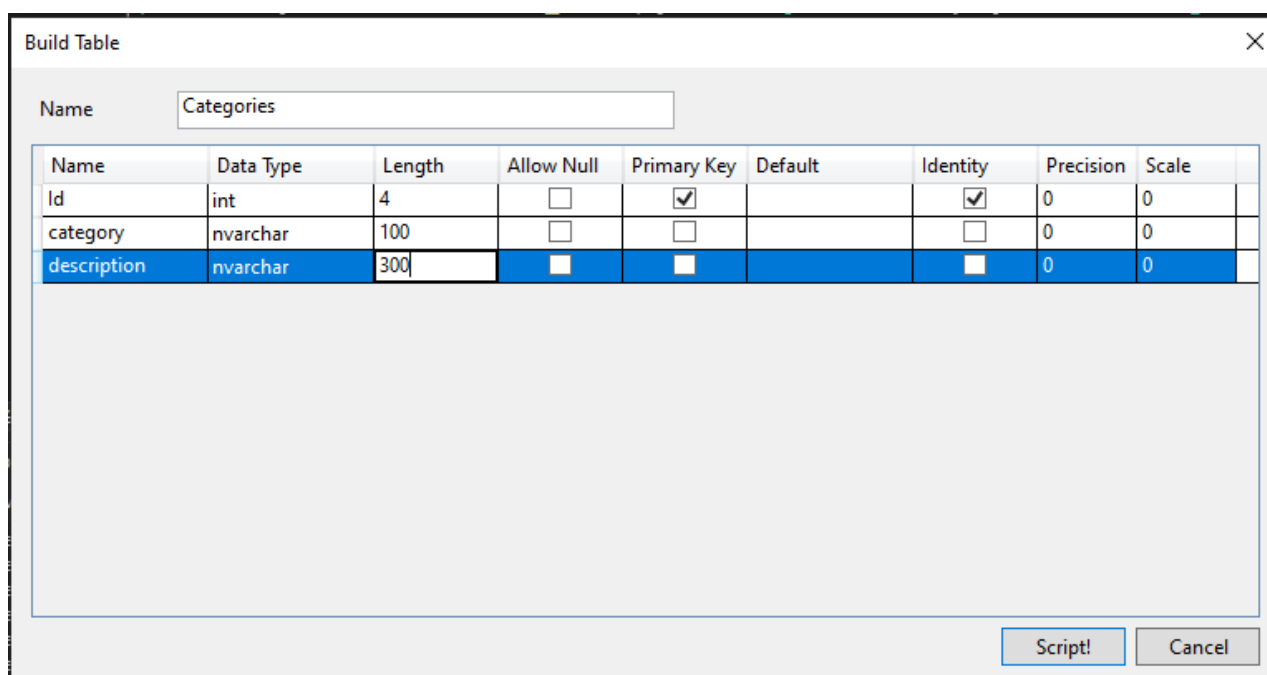 Build Table
Name Categories
Name Data Type Length Allow Null Primary Key Default Identity Precision Scale
Id int 4 0 0
category nvarchar 100 0 0
description nvarchar 300 0 0
Script! Cancel